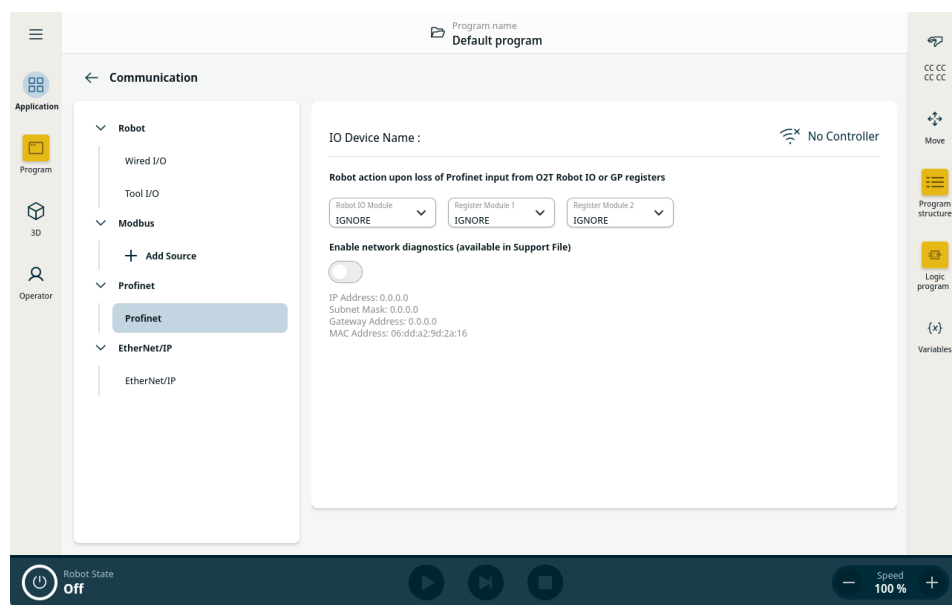 Program name
Default program
Application
Program
3D
Operator
Communication
Robot
Wired I/O
Tool I/O
Modbus
Add Source
Profinet
Profinet
EtherNet/IP
EtherNet/IP
IO Device Name :
No Controller
Robot action upon loss of Profinet input from O2T Robot IO or GP registers
Robot IO Module
IGNORE
Register Module 1
IGNORE
Register Module 2
IGNORE
Enable network diagnostics (available in Support File)
IP Address: 0.0.0.0
Subnet Mask: 0.0.0.0
Gateway Address: 0.0.0.0
MAC Address: 06:dd:a2:9d:2a:16
CC CC
CC CC
Move
Program
structure
Logic
program
{x}
Variables
Robot State
Off
Speed
100 %